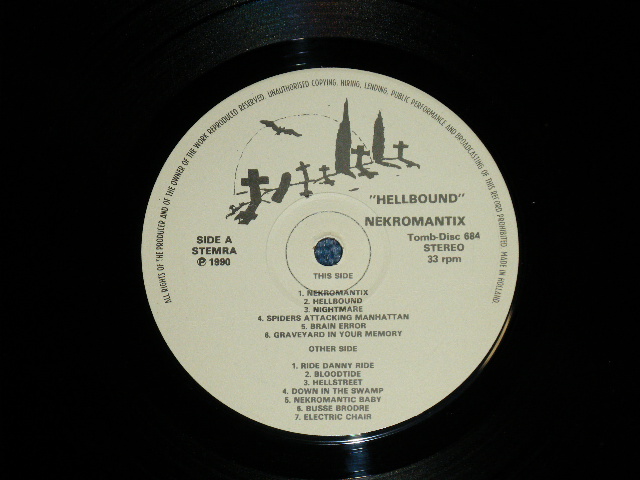 ALL RIGHTS OF THE PRODUCER AND OF THE OWNER OF THE WORK REPRODUCED RESERVED. UNAUTHORISED COPYING, HIRING, LENDING, PUBLIC PERFORMANCE AND BROADCASTING OF THIS RECORD PROHIBITED. MADE IN HOLLAND
"HELLBOUND"
NEKROMANTIX
SIDE A
STEMRA
℗ 1990
Tomb-Disc 684
STEREO
33 rpm
THIS SIDE
1. NEKROMANTIX
2. HELLBOUND
3. NIGHTMARE
4. SPIDERS ATTACKING MANHATTAN
5. BRAIN ERROR
6. GRAVEYARD IN YOUR MEMORY
OTHER SIDE
1. RIDE DANNY RIDE
2. BLOODTIDE
3. HELLSTREET
4. DOWN IN THE SWAMP
5. NEKROMANTIC BABY
6. BUSSE BRODRE
7. ELECTRIC CHAIR